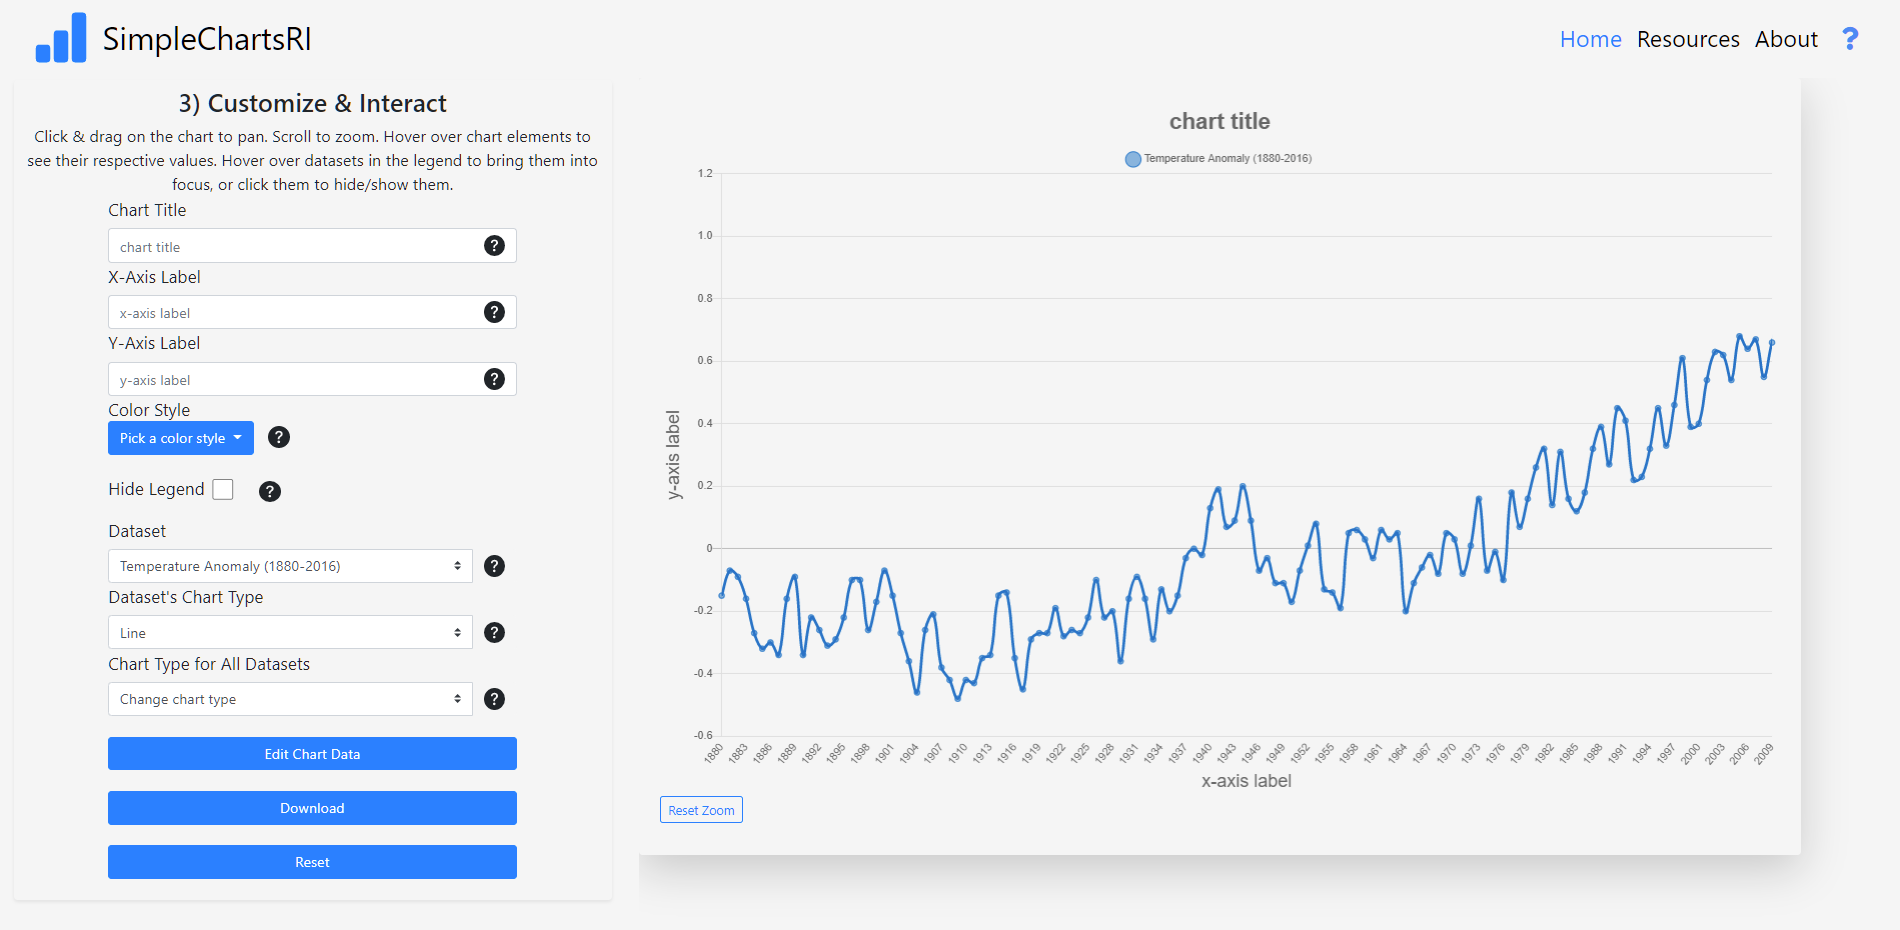 SimpleChartsRI
Home Resources About ?
3) Customize & Interact
Click & drag on the chart to pan. Scroll to zoom. Hover over chart elements to
see their respective values. Hover over datasets in the legend to bring them into
focus, or click them to hide/show them.
Chart Title
chart title ?
X-Axis Label
x-axis label ?
Y-Axis Label
y-axis label ?
Color Style
Pick a color style ?
Hide Legend ?
Dataset
Temperature Anomaly (1880-2016) ?
Dataset's Chart Type
Line ?
Chart Type for All Datasets
Change chart type ?
Edit Chart Data
Download
Reset
chart title
Temperature Anomaly (1880-2016)
1.2
1.0
0.8
0.6
0.4
0.2
0
-0.2
-0.4
-0.6
y-axis label
1880 1883 1886 1889 1892 1895 1898 1901 1904 1907 1910 1913 1916 1919 1922 1925 1928 1931 1934 1937 1940 1943 1946 1949 1952 1955 1958 1961 1964 1967 1970 1973 1976 1979 1982 1985 1988 1991 1994 1997 2000 2003 2006 2009
x-axis label
Reset Zoom